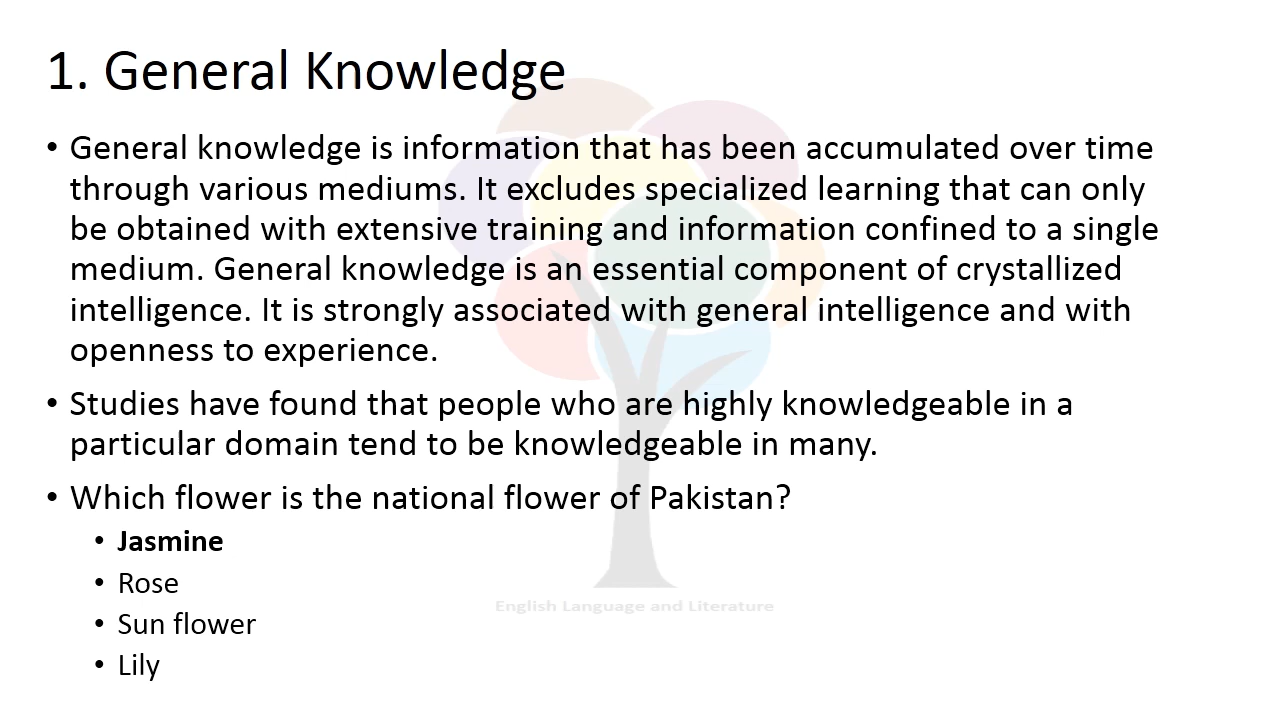 1. General Knowledge
• General knowledge is information that has been accumulated over time
through various mediums. It excludes specialized learning that can only
be obtained with extensive training and information confined to a single
medium. General knowledge is an essential component of crystallized
intelligence. It is strongly associated with general intelligence and with
openness to experience.
• Studies have found that people who are highly knowledgeable in a
particular domain tend to be knowledgeable in many.
• Which flower is the national flower of Pakistan?
• Jasmine
• Rose
English Language and Literature
• Sun flower
• Lily